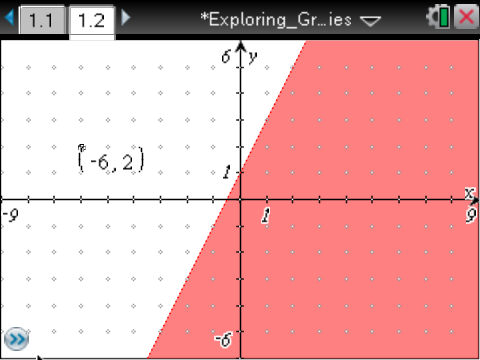 1.1 1.2 *Exploring_Gr...ies
6 y
(-6, 2)
1
x
-9 1 9
-6